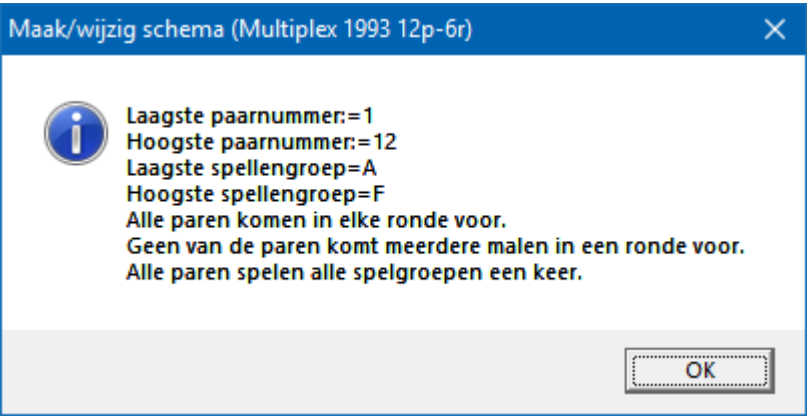 Maak/wijzig schema (Multiplex 1993 12p-6r)
Laagste paarnummer:=1
Hoogste paarnummer:=12
Laagste spellengroep=A
Hoogste spellengroep=F
Alle paren komen in elke ronde voor.
Geen van de paren komt meerdere malen in een ronde voor.
Alle paren spelen alle spelgroepen een keer.
OK